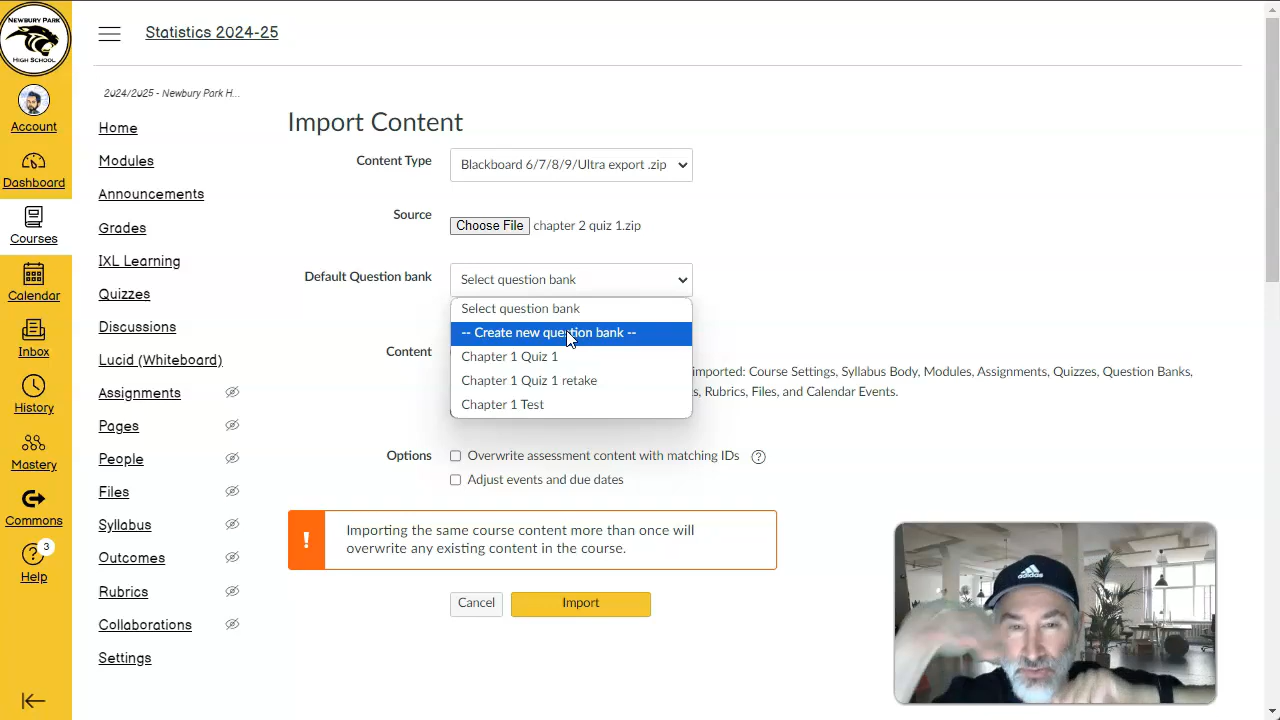 NEWBURY PARK
HIGH SCHOOL
Account
Dashboard
Courses
Calendar
Inbox
History
Mastery
Commons
3
Help
Statistics 2024-25
2024/2025 - Newbury Park H...
Home
Modules
Announcements
Grades
IXL Learning
Quizzes
Discussions
Lucid (Whiteboard)
Assignments
Pages
People
Files
Syllabus
Outcomes
Rubrics
Collaborations
Settings
Import Content
Content Type
Blackboard 6/7/8/9/Ultra export .zip
Source
Choose File chapter 2 quiz 1.zip
Default Question bank
Select question bank
Select question bank
-- Create new question bank --
Chapter 1 Quiz 1
Chapter 1 Quiz 1 retake
Chapter 1 Test
Content
imported: Course Settings, Syllabus Body, Modules, Assignments, Quizzes, Question Banks,
s, Rubrics, Files, and Calendar Events.
Options
Overwrite assessment content with matching IDs ?
Adjust events and due dates
! Importing the same course content more than once will
overwrite any existing content in the course.
Cancel
Import
adidas